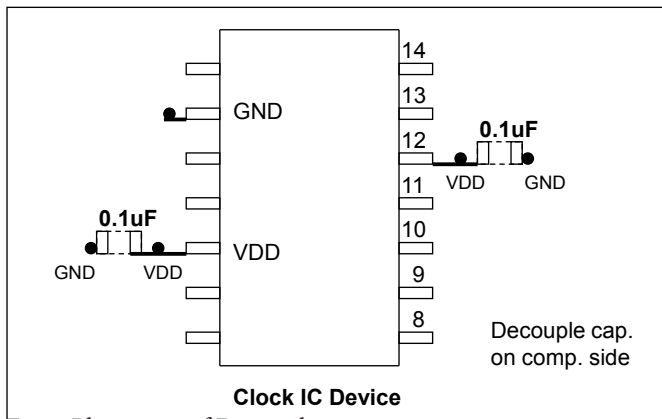 14
13
GND
0.1uF
12
VDD
GND
11
0.1uF
10
VDD
GND
VDD
9
8
Decouple cap.
on comp. side
Clock IC Device